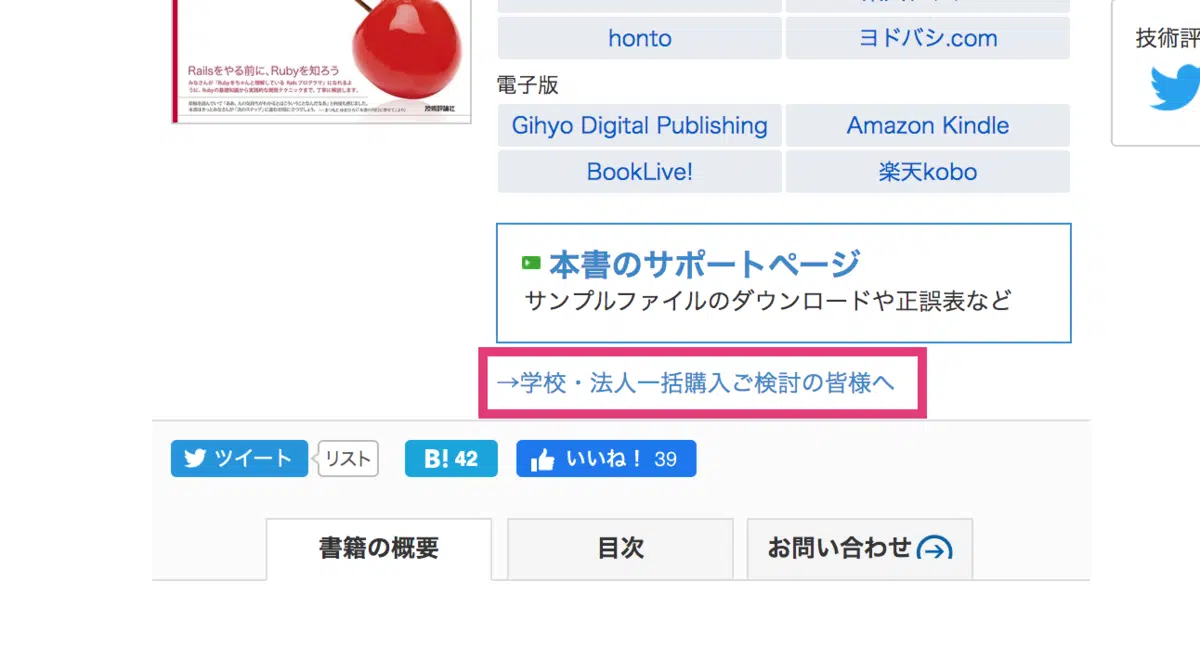 Railsをやる前に、Rubyを知ろう
技術評論社
honto
ヨドバシ.com
電子版
Gihyo Digital Publishing
Amazon Kindle
BookLive!
楽天kobo
本書のサポートページ
サンプルファイルのダウンロードや正誤表など
→学校・法人一括購入ご検討の皆様へ
ツイート
リスト
B! 42
いいね！ 39
書籍の概要
目次
お問い合わせ
技術評